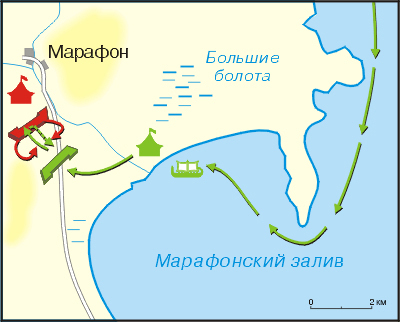 Марафон
Большие
болота
Марафонский залив
0 2 км